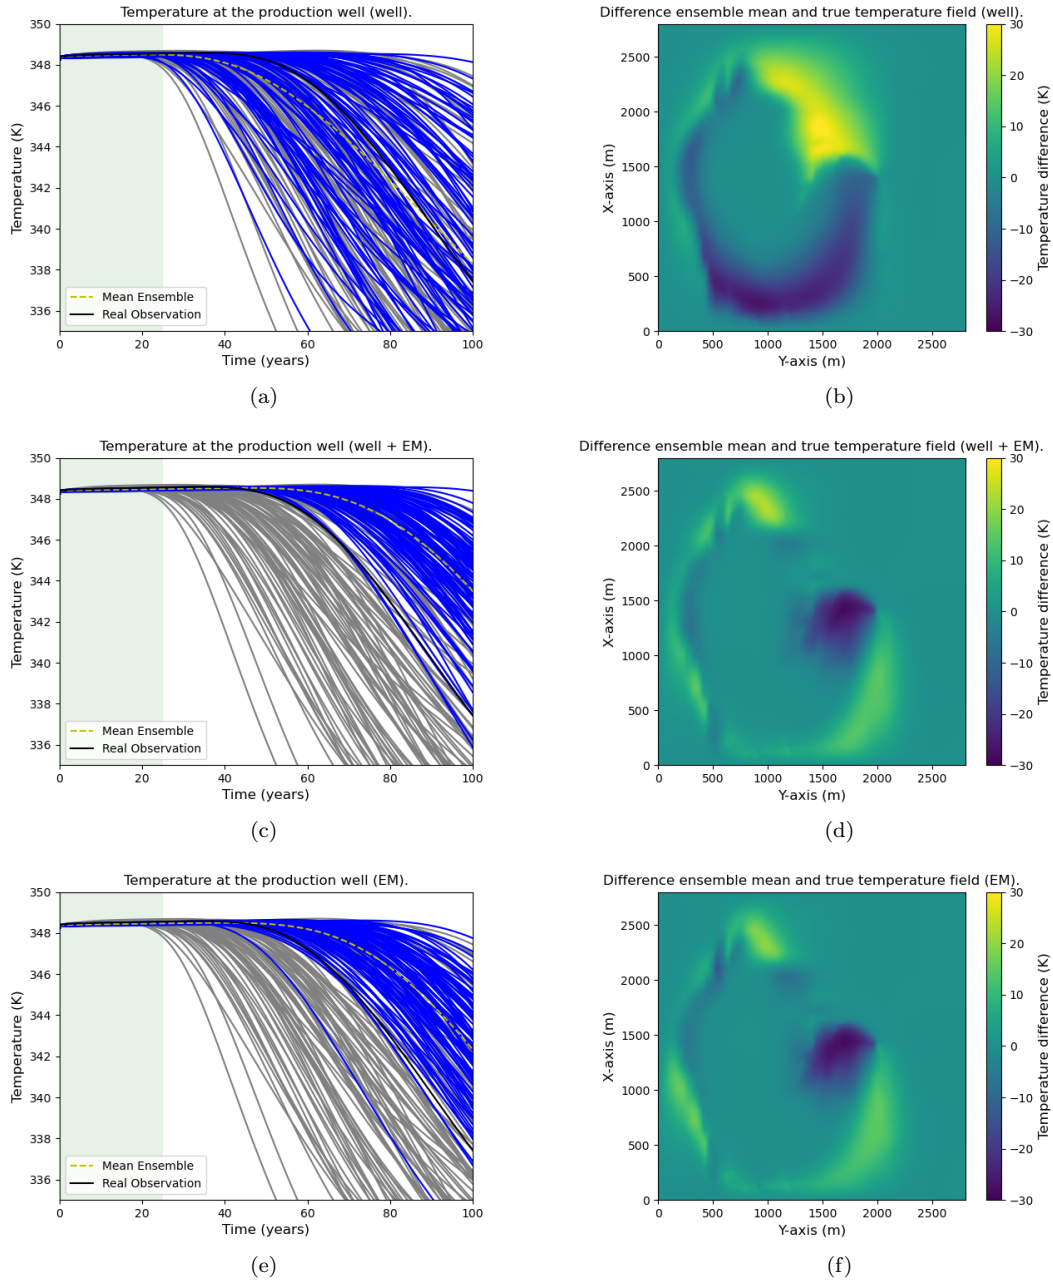 Temperature at the production well (well).
Temperature (K)
350
348
346
344
342
340
338
336
Mean Ensemble
Real Observation
0 20 40 60 80 100
Time (years)
(a)
Difference ensemble mean and true temperature field (well).
X-axis (m)
2500
2000
1500
1000
500
0
0 500 1000 1500 2000 2500
Y-axis (m)
30
20
10
0
−10
−20
−30
Temperature difference (K)
(b)
Temperature at the production well (well + EM).
Temperature (K)
350
348
346
344
342
340
338
336
Mean Ensemble
Real Observation
0 20 40 60 80 100
Time (years)
(c)
Difference ensemble mean and true temperature field (well + EM).
X-axis (m)
2500
2000
1500
1000
500
0
0 500 1000 1500 2000 2500
Y-axis (m)
30
20
10
0
−10
−20
−30
Temperature difference (K)
(d)
Temperature at the production well (EM).
Temperature (K)
350
348
346
344
342
340
338
336
Mean Ensemble
Real Observation
0 20 40 60 80 100
Time (years)
(e)
Difference ensemble mean and true temperature field (EM).
X-axis (m)
2500
2000
1500
1000
500
0
0 500 1000 1500 2000 2500
Y-axis (m)
30
20
10
0
−10
−20
−30
Temperature difference (K)
(f)